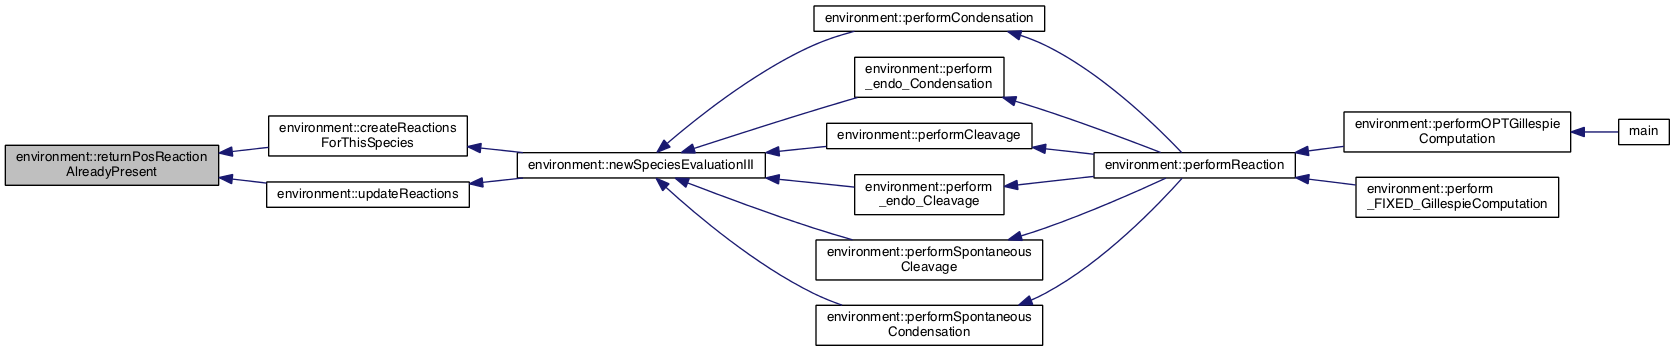 environment::returnPosReaction
AlreadyPresent
environment::createReactions
ForThisSpecies
environment::updateReactions
environment::newSpeciesEvaluationIII
environment::performCondensation
environment::perform
_endo_Condensation
environment::performCleavage
environment::perform
_endo_Cleavage
environment::performSpontaneous
Cleavage
environment::performSpontaneous
Condensation
environment::performReaction
environment::performOPTGillespie
Computation
environment::perform
_FIXED_GillespieComputation
main